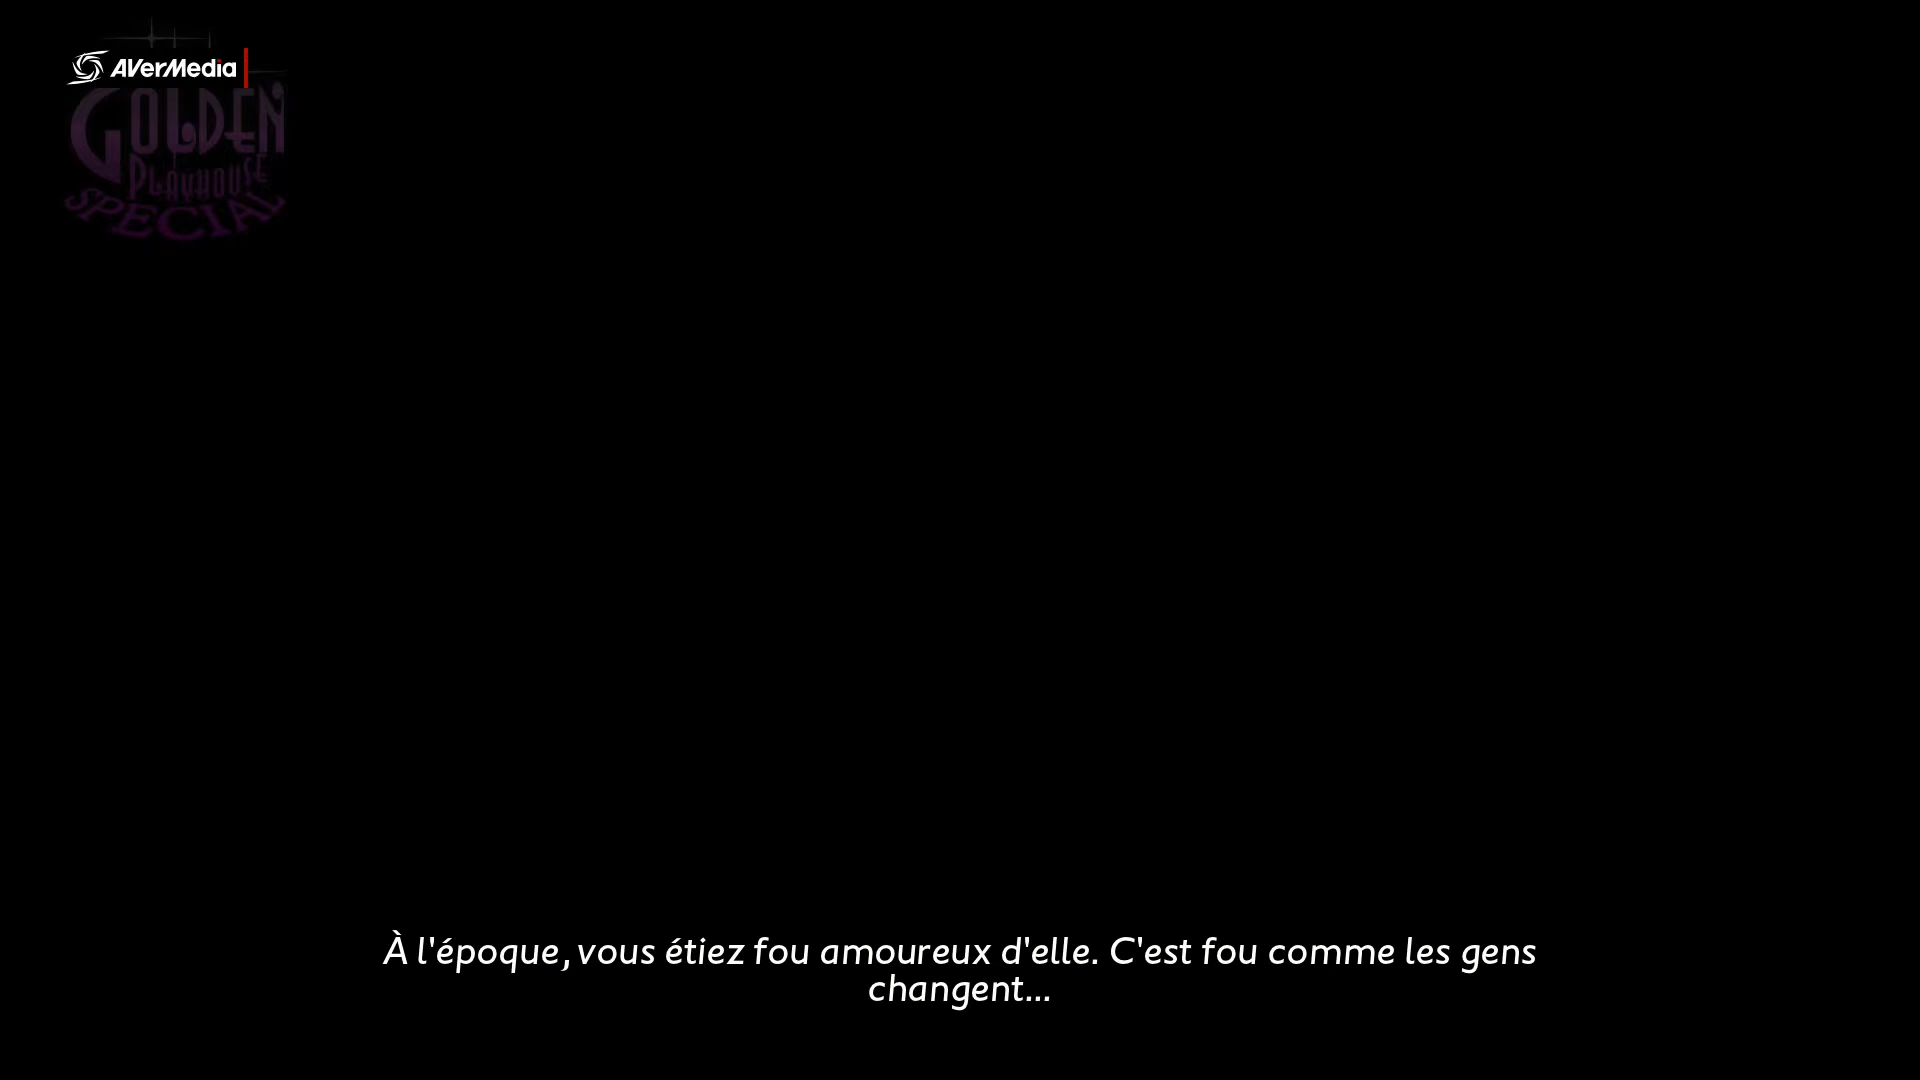 AVerMedia
GOLDEN
PLAYHOUSE
SPECIAL
À l'époque, vous étiez fou amoureux d'elle. C'est fou comme les gens
changent...